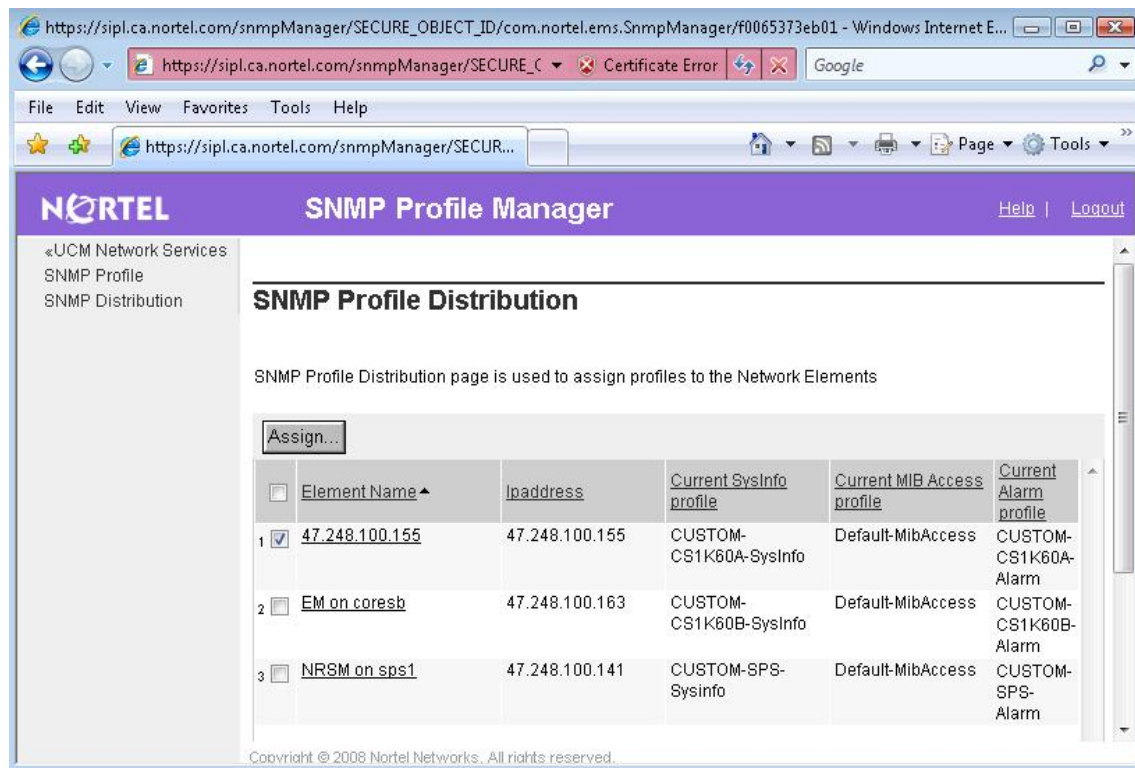 https://sipl.ca.nortel.com/snmpManager/SECURE_OBJECT_ID/com.nortel.ems.SnmpManager/f0065373eb01 - Windows Internet E...
https://sipl.ca.nortel.com/snmpManager/SECURE_C Certificate Error Google
File Edit View Favorites Tools Help
https://sipl.ca.nortel.com/snmpManager/SECUR... Page Tools »
NORTEL SNMP Profile Manager Help | Logout
«UCM Network Services
SNMP Profile
SNMP Distribution
SNMP Profile Distribution
SNMP Profile Distribution page is used to assign profiles to the Network Elements
Assign...
Element Name Ipaddress Current SysInfo profile Current MIB Access profile Current Alarm profile
1 47.248.100.155 47.248.100.155 CUSTOM-CS1K60A-SysInfo Default-MibAccess CUSTOM-CS1K60A-Alarm
2 EM on coresb 47.248.100.163 CUSTOM-CS1K60B-SysInfo Default-MibAccess CUSTOM-CS1K60B-Alarm
3 NRSM on sps1 47.248.100.141 CUSTOM-SPS-Sysinfo Default-MibAccess CUSTOM-SPS-Alarm
Copyright © 2008 Nortel Networks. All rights reserved.